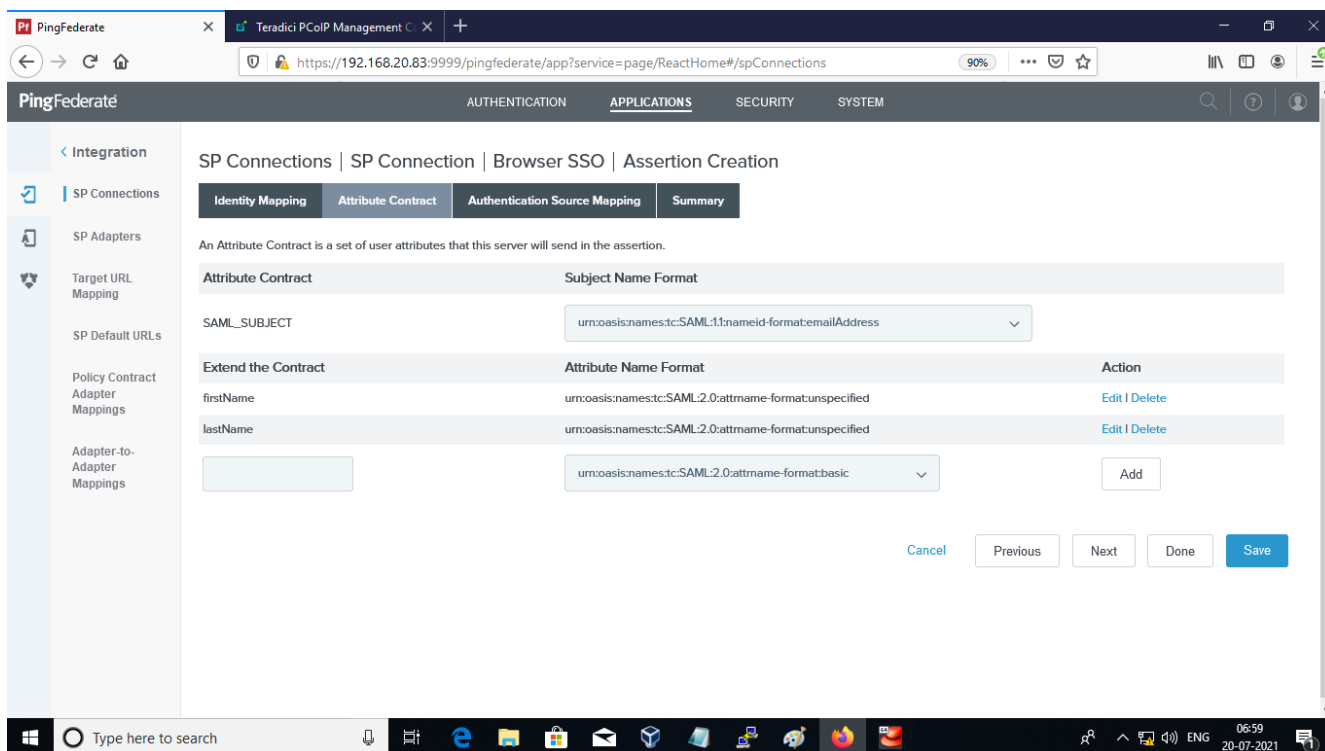 Pf PingFederate
Teradici PCoIP Management C
https://192.168.20.83:9999/pingfederate/app?service=page/ReactHome#/spConnections
90%
PingFederate
AUTHENTICATION APPLICATIONS SECURITY SYSTEM
Integration
SP Connections
SP Adapters
Target URL
Mapping
SP Default URLs
Policy Contract
Adapter
Mappings
Adapter-to-
Adapter
Mappings
SP Connections | SP Connection | Browser SSO | Assertion Creation
Identity Mapping Attribute Contract Authentication Source Mapping Summary
An Attribute Contract is a set of user attributes that this server will send in the assertion.
Attribute Contract Subject Name Format
SAML_SUBJECT urn:oasis:names:tc:SAML:1.1:nameid-format:emailAddress
Extend the Contract Attribute Name Format Action
firstName urn:oasis:names:tc:SAML:2.0:attrname-format:unspecified Edit | Delete
lastName urn:oasis:names:tc:SAML:2.0:attrname-format:unspecified Edit | Delete
urn:oasis:names:tc:SAML:2.0:attrname-format:basic Add
Cancel Previous Next Done Save
Type here to search
ENG
06:59
20-07-2021